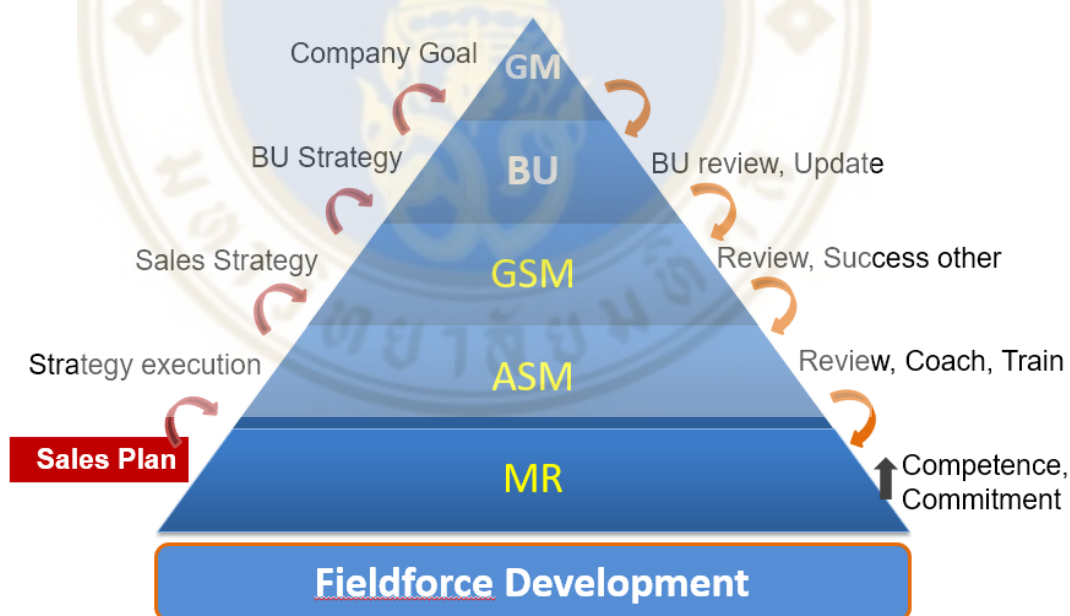 Company Goal
GM
BU Strategy
BU
BU review, Update
Sales Strategy
GSM
Review, Success other
Strategy execution
ASM
Review, Coach, Train
Sales Plan
MR
Competence,
Commitment
Fieldforce Development